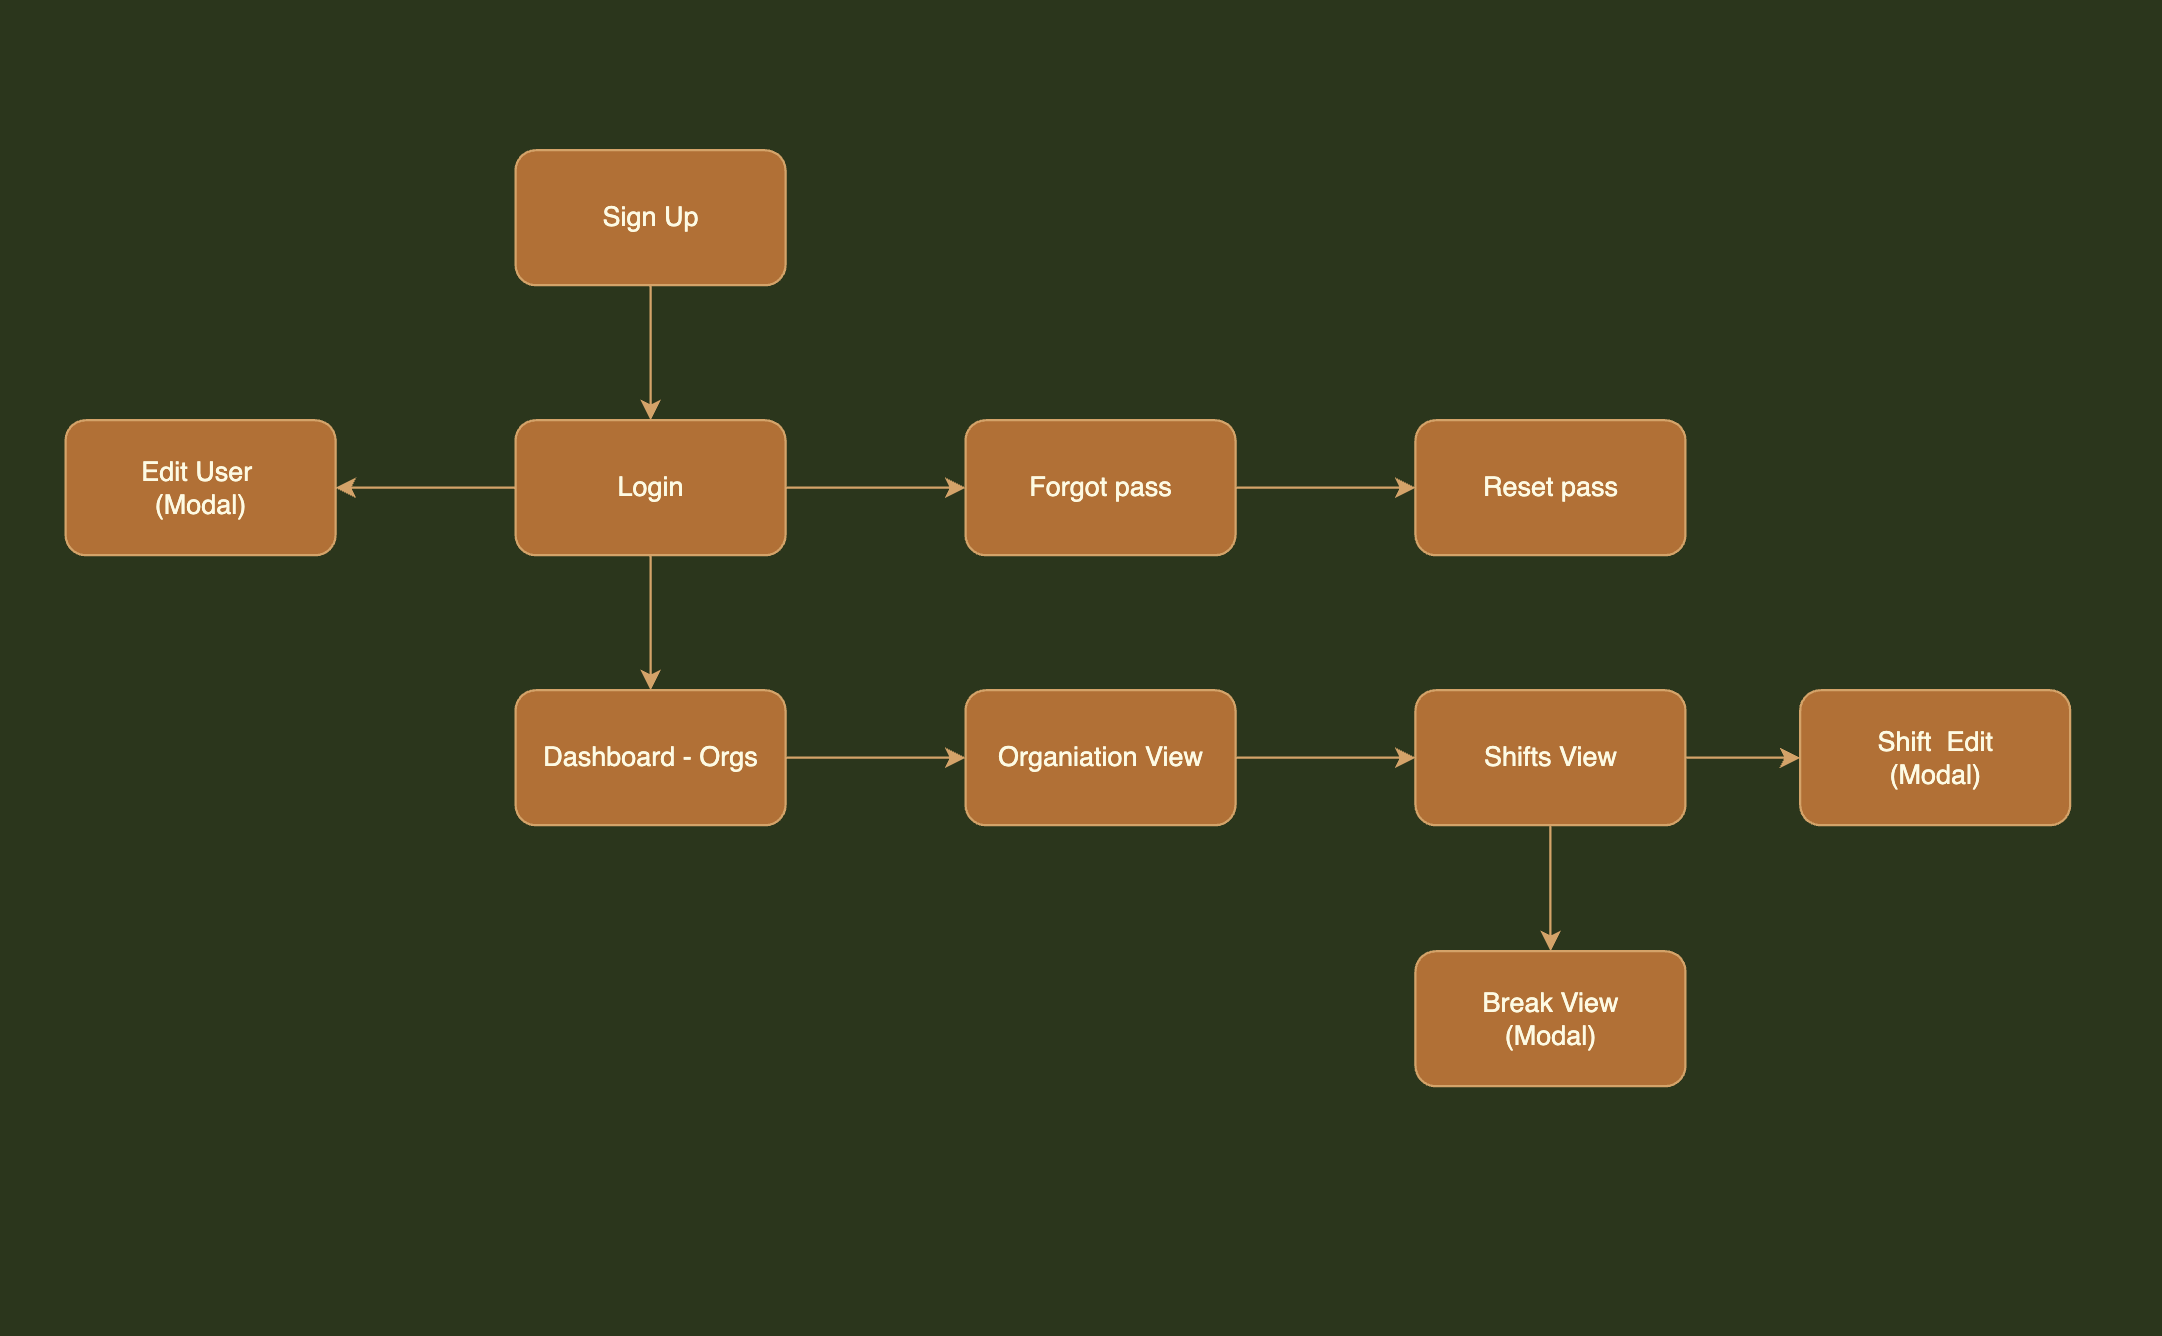 Sign Up
Edit User
(Modal)
Login
Forgot pass
Reset pass
Dashboard - Orgs
Organiation View
Shifts View
Shift  Edit
(Modal)
Break View
(Modal)